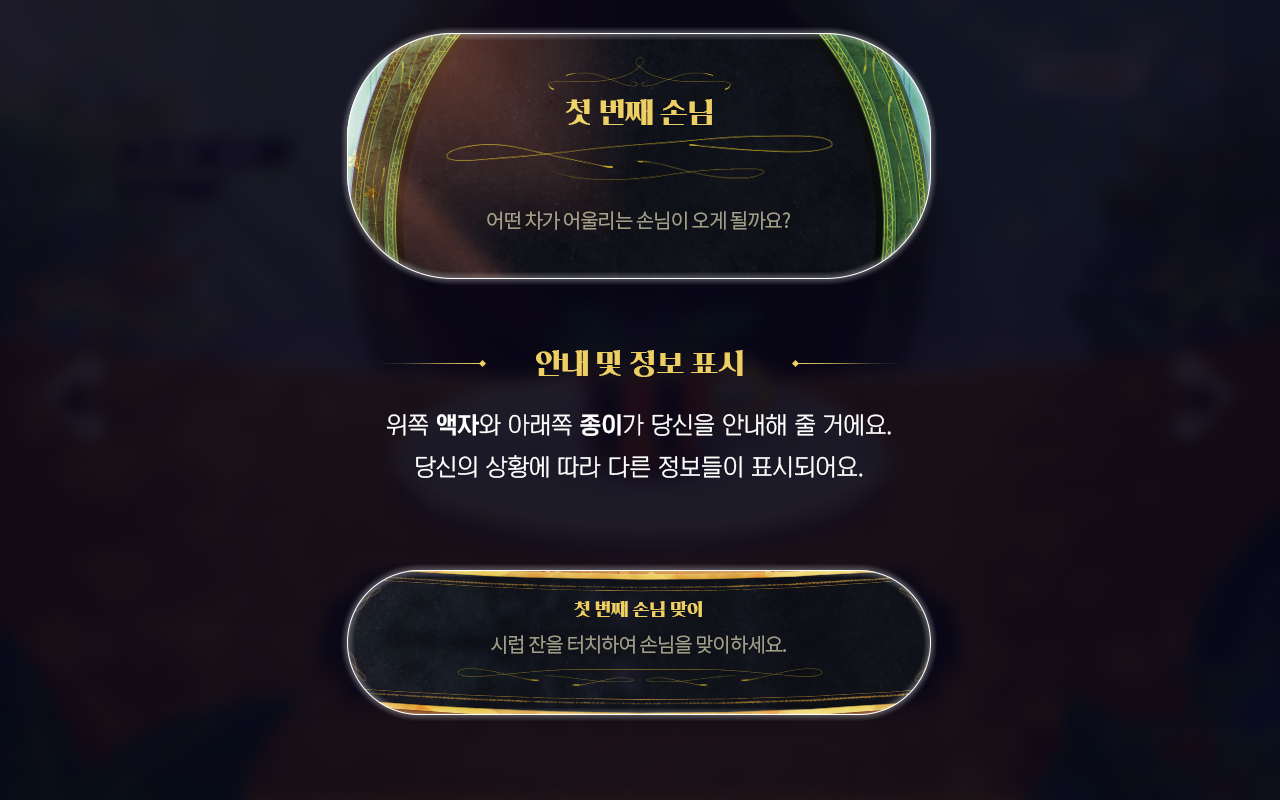 첫 번째 손님
어떤 차가 어울리는 손님이 오게 될까요?
안내 및 정보 표시
위쪽 액자와 아래쪽 종이가 당신을 안내해 줄 거에요.
당신의 상황에 따라 다른 정보들이 표시되어요.
첫 번째 손님 맞이
시럽 잔을 터치하여 손님을 맞이하세요.